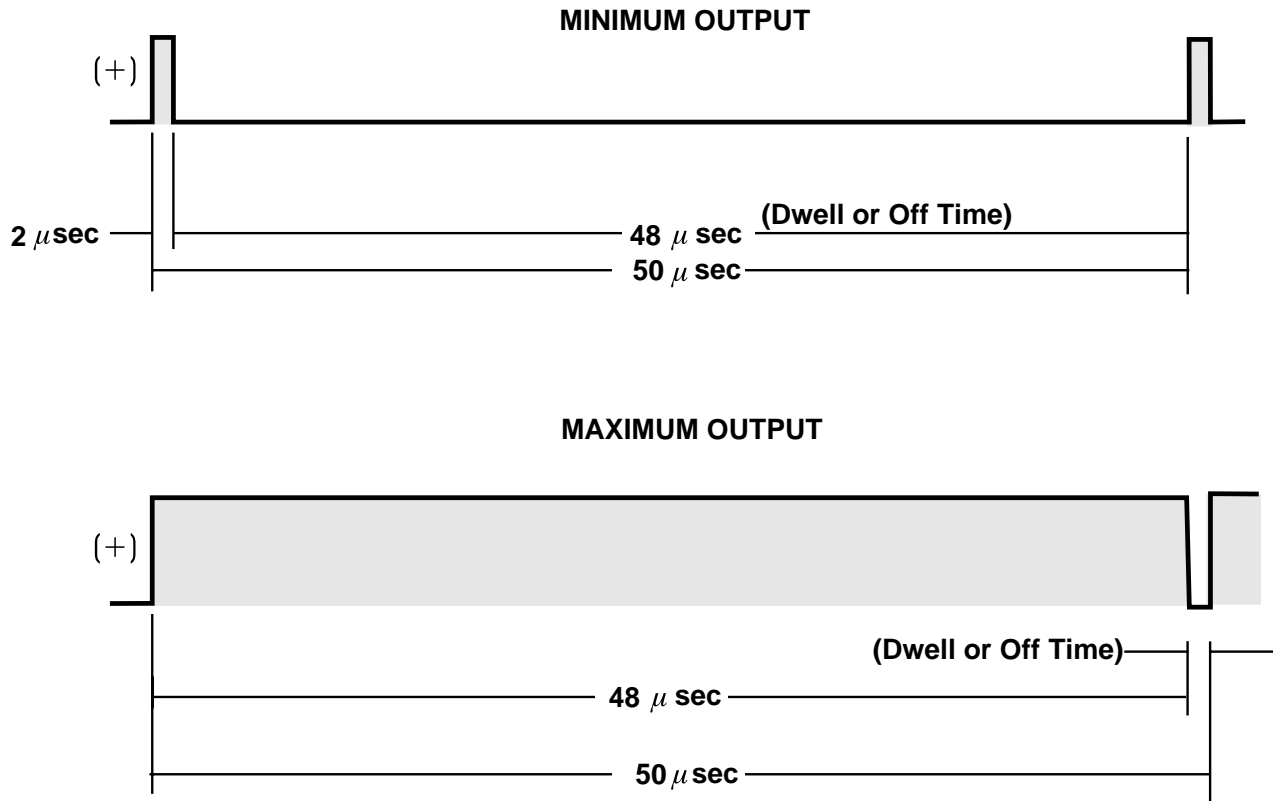 MINIMUM OUTPUT
(+)
(Dwell or Off Time)
2 μsec
48 μ sec
50 μ sec
MAXIMUM OUTPUT
(+)
(Dwell or Off Time)
48 μ sec
50 μ sec